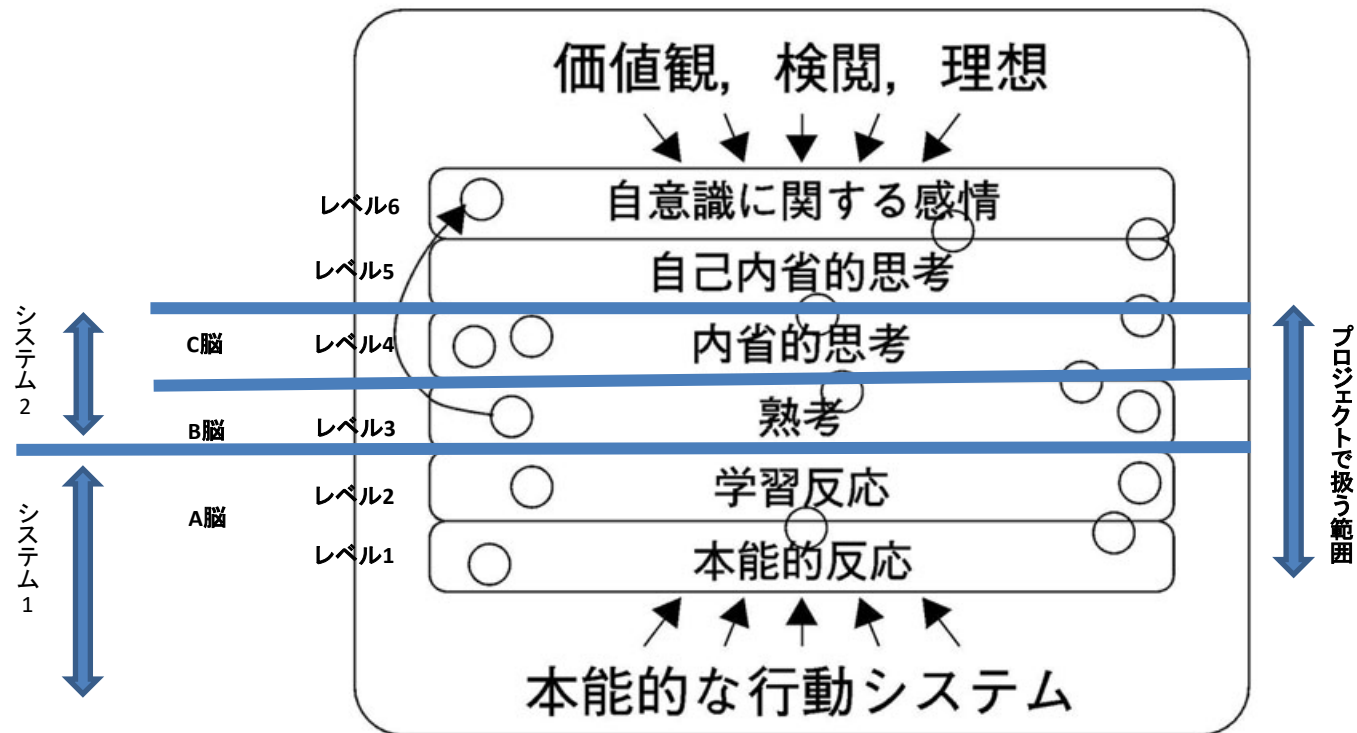 価値観, 検閲, 理想
レベル6
自意識に関する感情
レベル5
自己内省的思考
システム2
C脳
レベル4
内省的思考
B脳
レベル3
熟考
システム1
A脳
レベル2
学習反応
レベル1
本能的反応
プロジェクトで扱う範囲
本能的な行動システム